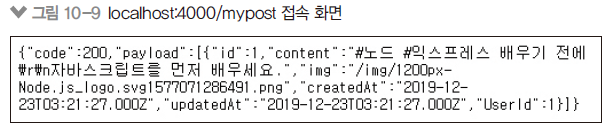 그림 10-9 localhost:4000/mypost 접속 화면
{"code":200,"payload":[{"id":1,"content":"#노드 #익스프레스 배우기 전에
₩r₩n자바스크립트를 먼저 배우세요.","img":"/img/1200px-
Node.js_logo.svg1577071286491.png","createdAt":"2019-12-
23T03:21:27.000Z","updatedAt":"2019-12-23T03:21:27.000Z","UserId":1}]}